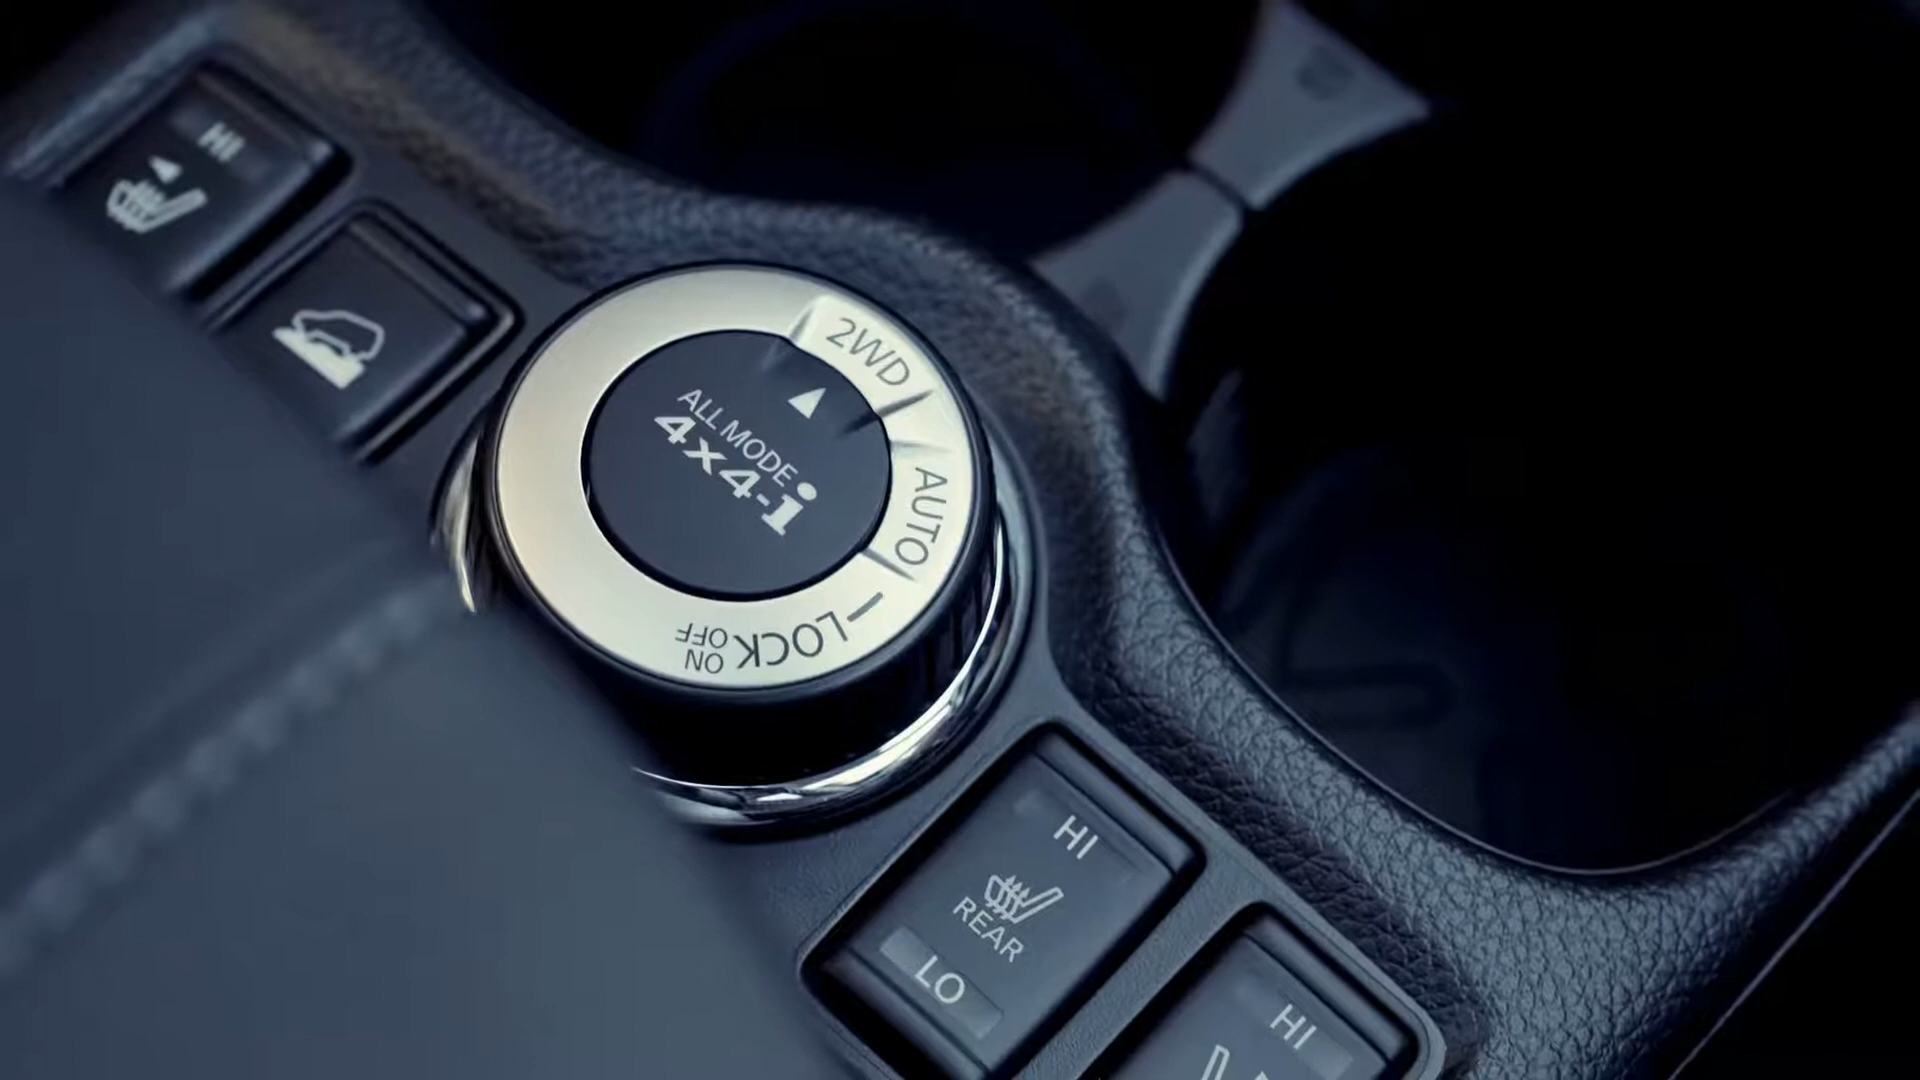 HI
2WD
AUTO
LOCK
OFF
ON
ALL MODE
4x4-i
HI
REAR
LO
HI